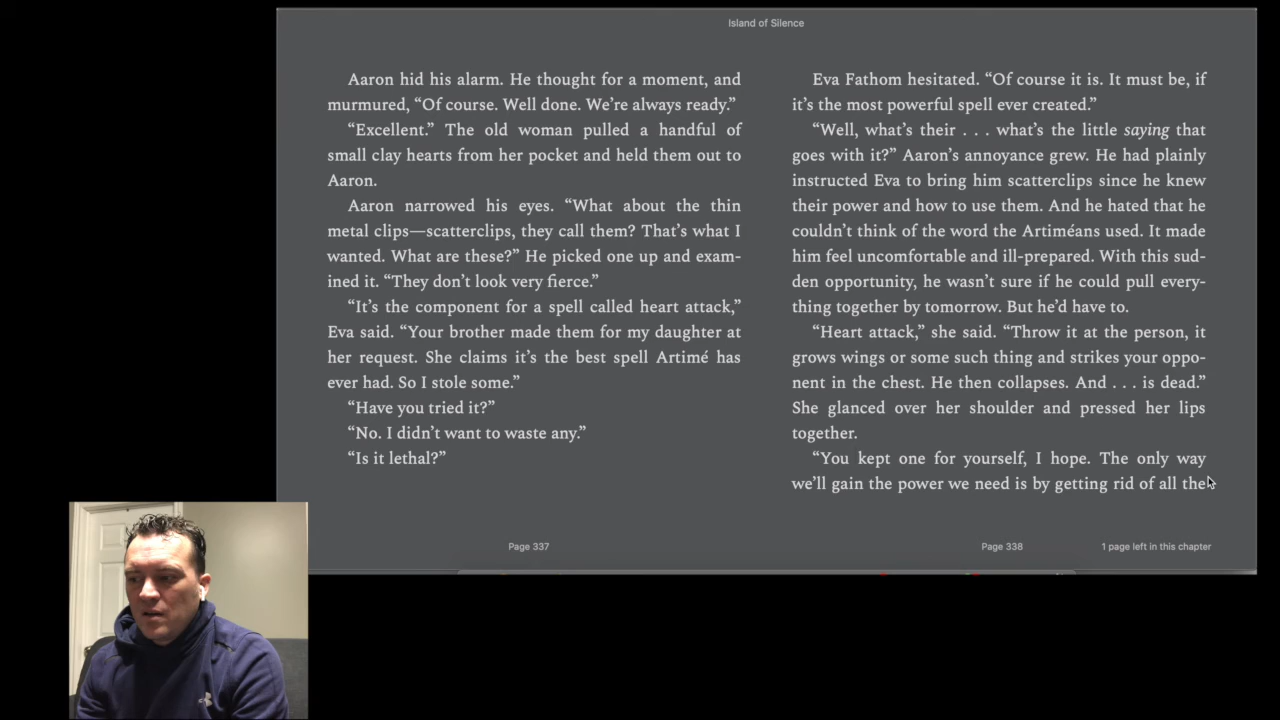 Island of Silence
Aaron hid his alarm. He thought for a moment, and
murmured, “Of course. Well done. We’re always ready.”
“Excellent.” The old woman pulled a handful of
small clay hearts from her pocket and held them out to
Aaron.
Aaron narrowed his eyes. “What about the thin
metal clips—scatterclips, they call them? That’s what I
wanted. What are these?” He picked one up and exam-
ined it. “They don’t look very fierce.”
“It’s the component for a spell called heart attack,”
Eva said. “Your brother made them for my daughter at
her request. She claims it’s the best spell Artimé has
ever had. So I stole some.”
“Have you tried it?”
“No. I didn’t want to waste any.”
“Is it lethal?”
Page 337
Eva Fathom hesitated. “Of course it is. It must be, if
it’s the most powerful spell ever created.”
“Well, what’s their . . . what’s the little saying that
goes with it?” Aaron’s annoyance grew. He had plainly
instructed Eva to bring him scatterclips since he knew
their power and how to use them. And he hated that he
couldn’t think of the word the Artiméans used. It made
him feel uncomfortable and ill-prepared. With this sud-
den opportunity, he wasn’t sure if he could pull every-
thing together by tomorrow. But he’d have to.
“Heart attack,” she said. “Throw it at the person, it
grows wings or some such thing and strikes your oppo-
nent in the chest. He then collapses. And . . . is dead.”
She glanced over her shoulder and pressed her lips
together.
“You kept one for yourself, I hope. The only way
we’ll gain the power we need is by getting rid of all the
Page 338
1 page left in this chapter